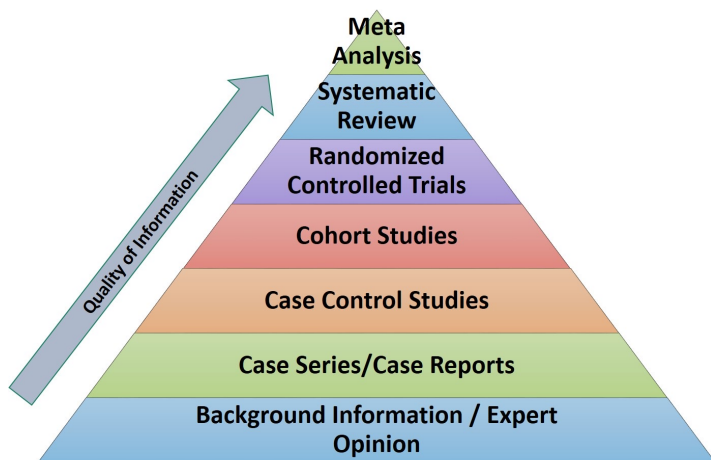 Meta
Analysis
Systematic
Review
Randomized
Controlled Trials
Cohort Studies
Case Control Studies
Case Series/Case Reports
Background Information / Expert
Opinion
Quality of Information